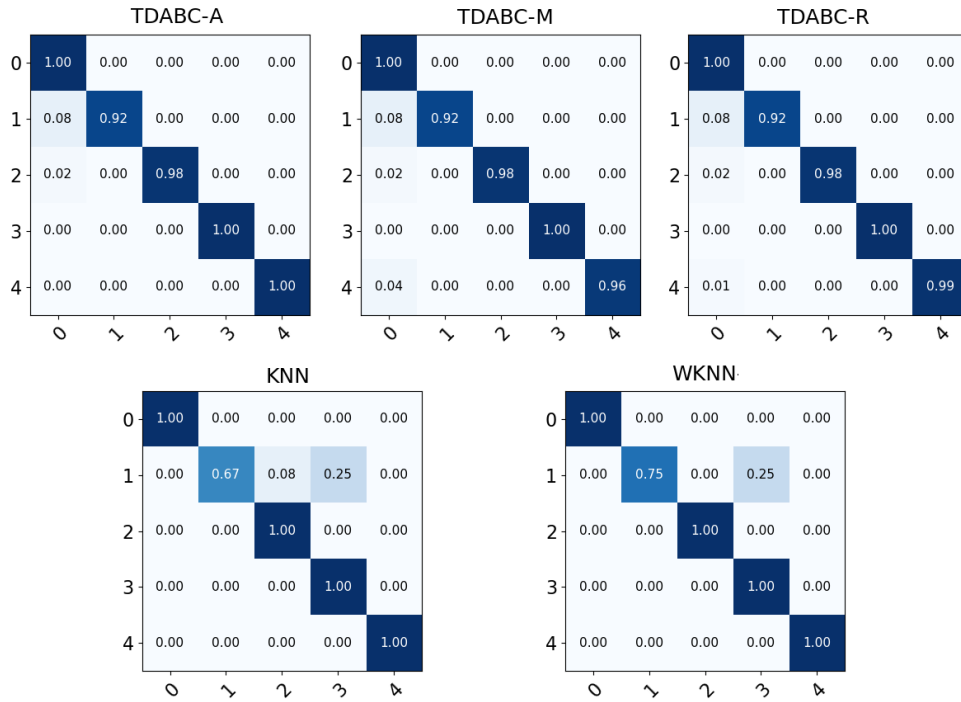 TDABC-A TDABC-M TDABC-R
0 1.00 0.00 0.00 0.00 0.00 0 1.00 0.00 0.00 0.00 0.00 0 1.00 0.00 0.00 0.00 0.00
1 0.08 0.92 0.00 0.00 0.00 1 0.08 0.92 0.00 0.00 0.00 1 0.08 0.92 0.00 0.00 0.00
2 0.02 0.00 0.98 0.00 0.00 2 0.02 0.00 0.98 0.00 0.00 2 0.02 0.00 0.98 0.00 0.00
3 0.00 0.00 0.00 1.00 0.00 3 0.00 0.00 0.00 1.00 0.00 3 0.00 0.00 0.00 1.00 0.00
4 0.00 0.00 0.00 0.00 1.00 4 0.04 0.00 0.00 0.00 0.96 4 0.01 0.00 0.00 0.00 0.99
0 1 2 3 4 0 1 2 3 4 0 1 2 3 4
KNN WKNN
0 1.00 0.00 0.00 0.00 0.00 0 1.00 0.00 0.00 0.00 0.00
1 0.00 0.67 0.08 0.25 0.00 1 0.00 0.75 0.00 0.25 0.00
2 0.00 0.00 1.00 0.00 0.00 2 0.00 0.00 1.00 0.00 0.00
3 0.00 0.00 0.00 1.00 0.00 3 0.00 0.00 0.00 1.00 0.00
4 0.00 0.00 0.00 0.00 1.00 4 0.00 0.00 0.00 0.00 1.00
0 1 2 3 4 0 1 2 3 4